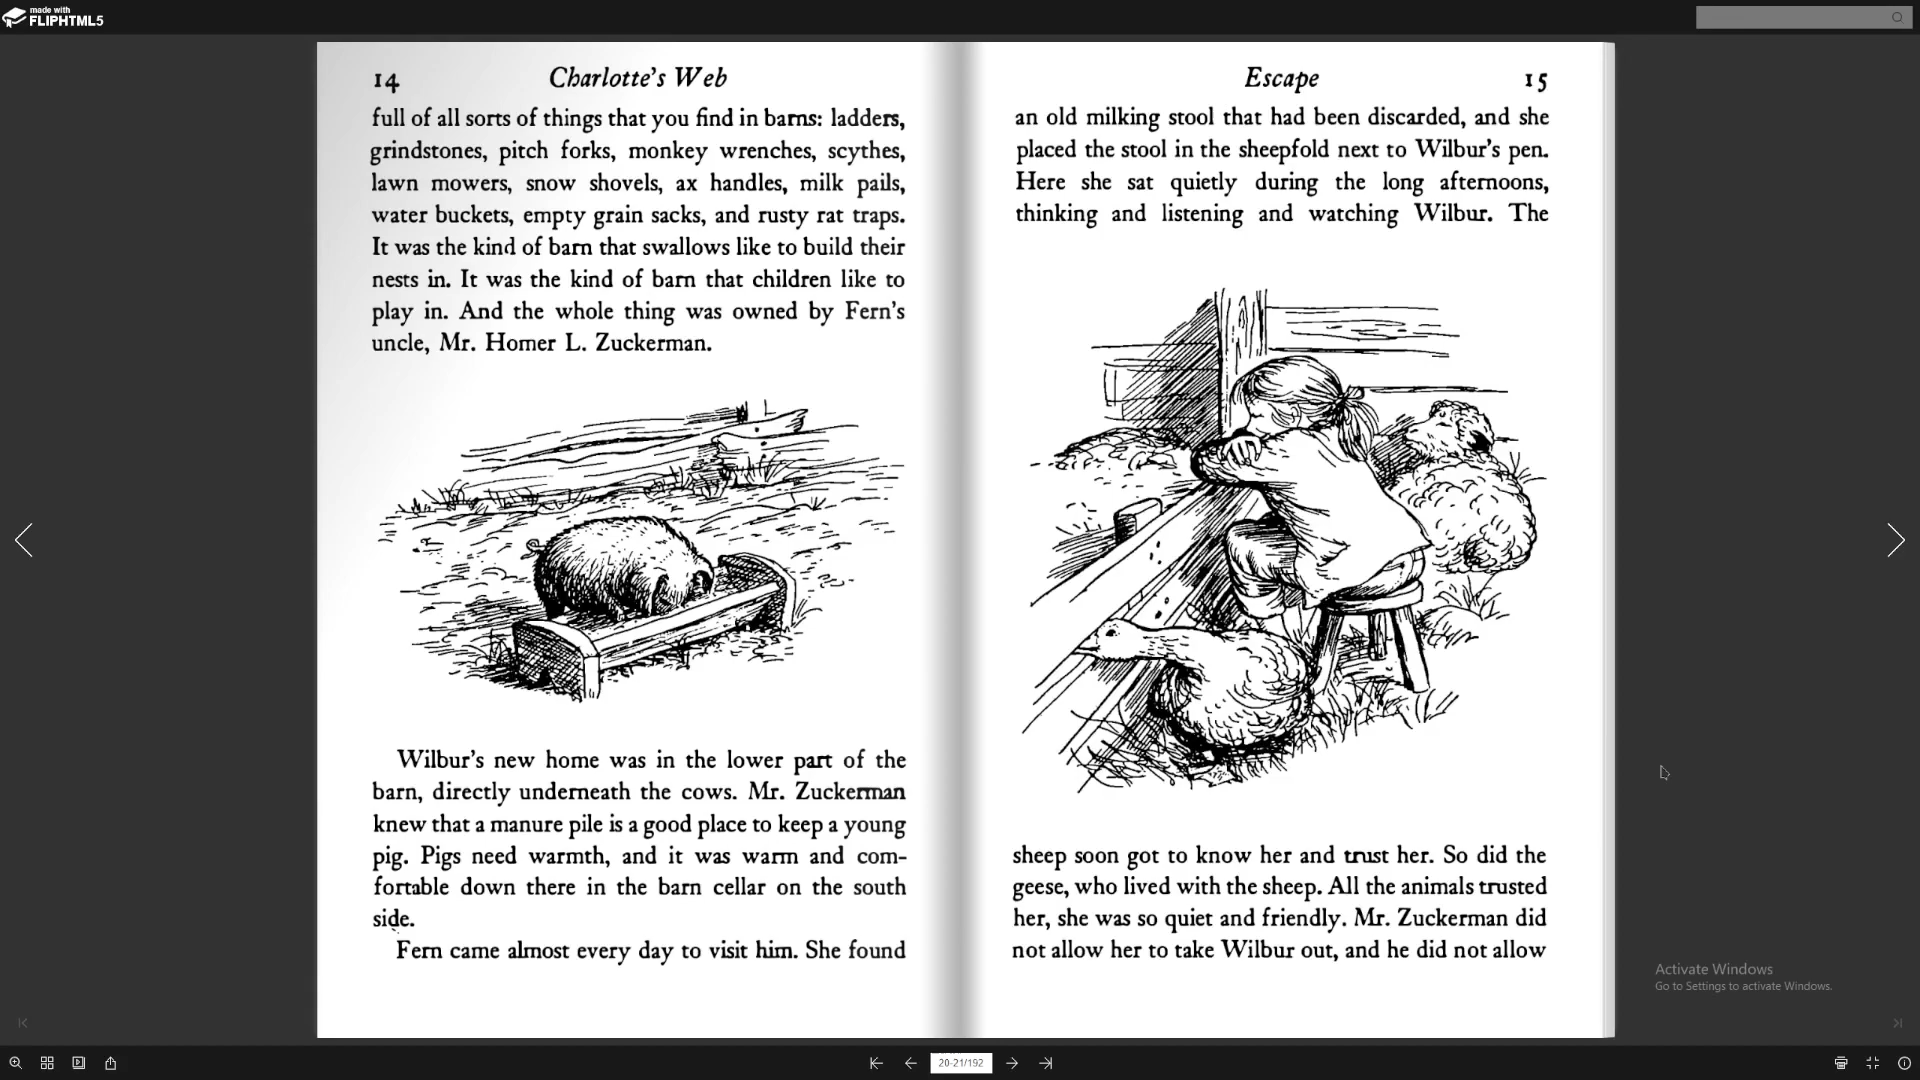 made with
FLIPHTML5
14 Charlotte's Web
full of all sorts of things that you find in barns: ladders,
grindstones, pitch forks, monkey wrenches, scythes,
lawn mowers, snow shovels, ax handles, milk pails,
water buckets, empty grain sacks, and rusty rat traps.
It was the kind of barn that swallows like to build their
nests in. It was the kind of barn that children like to
play in. And the whole thing was owned by Fern's
uncle, Mr. Homer L. Zuckerman.
Wilbur's new home was in the lower part of the
barn, directly underneath the cows. Mr. Zuckerman
knew that a manure pile is a good place to keep a young
pig. Pigs need warmth, and it was warm and com-
fortable down there in the barn cellar on the south
side.
Fern came almost every day to visit him. She found
Escape 15
an old milking stool that had been discarded, and she
placed the stool in the sheepfold next to Wilbur's pen.
Here she sat quietly during the long afternoons,
thinking and listening and watching Wilbur. The
sheep soon got to know her and trust her. So did the
geese, who lived with the sheep. All the animals trusted
her, she was so quiet and friendly. Mr. Zuckerman did
not allow her to take Wilbur out, and he did not allow
Activate Windows
Go to Settings to activate Windows.
20-21/192